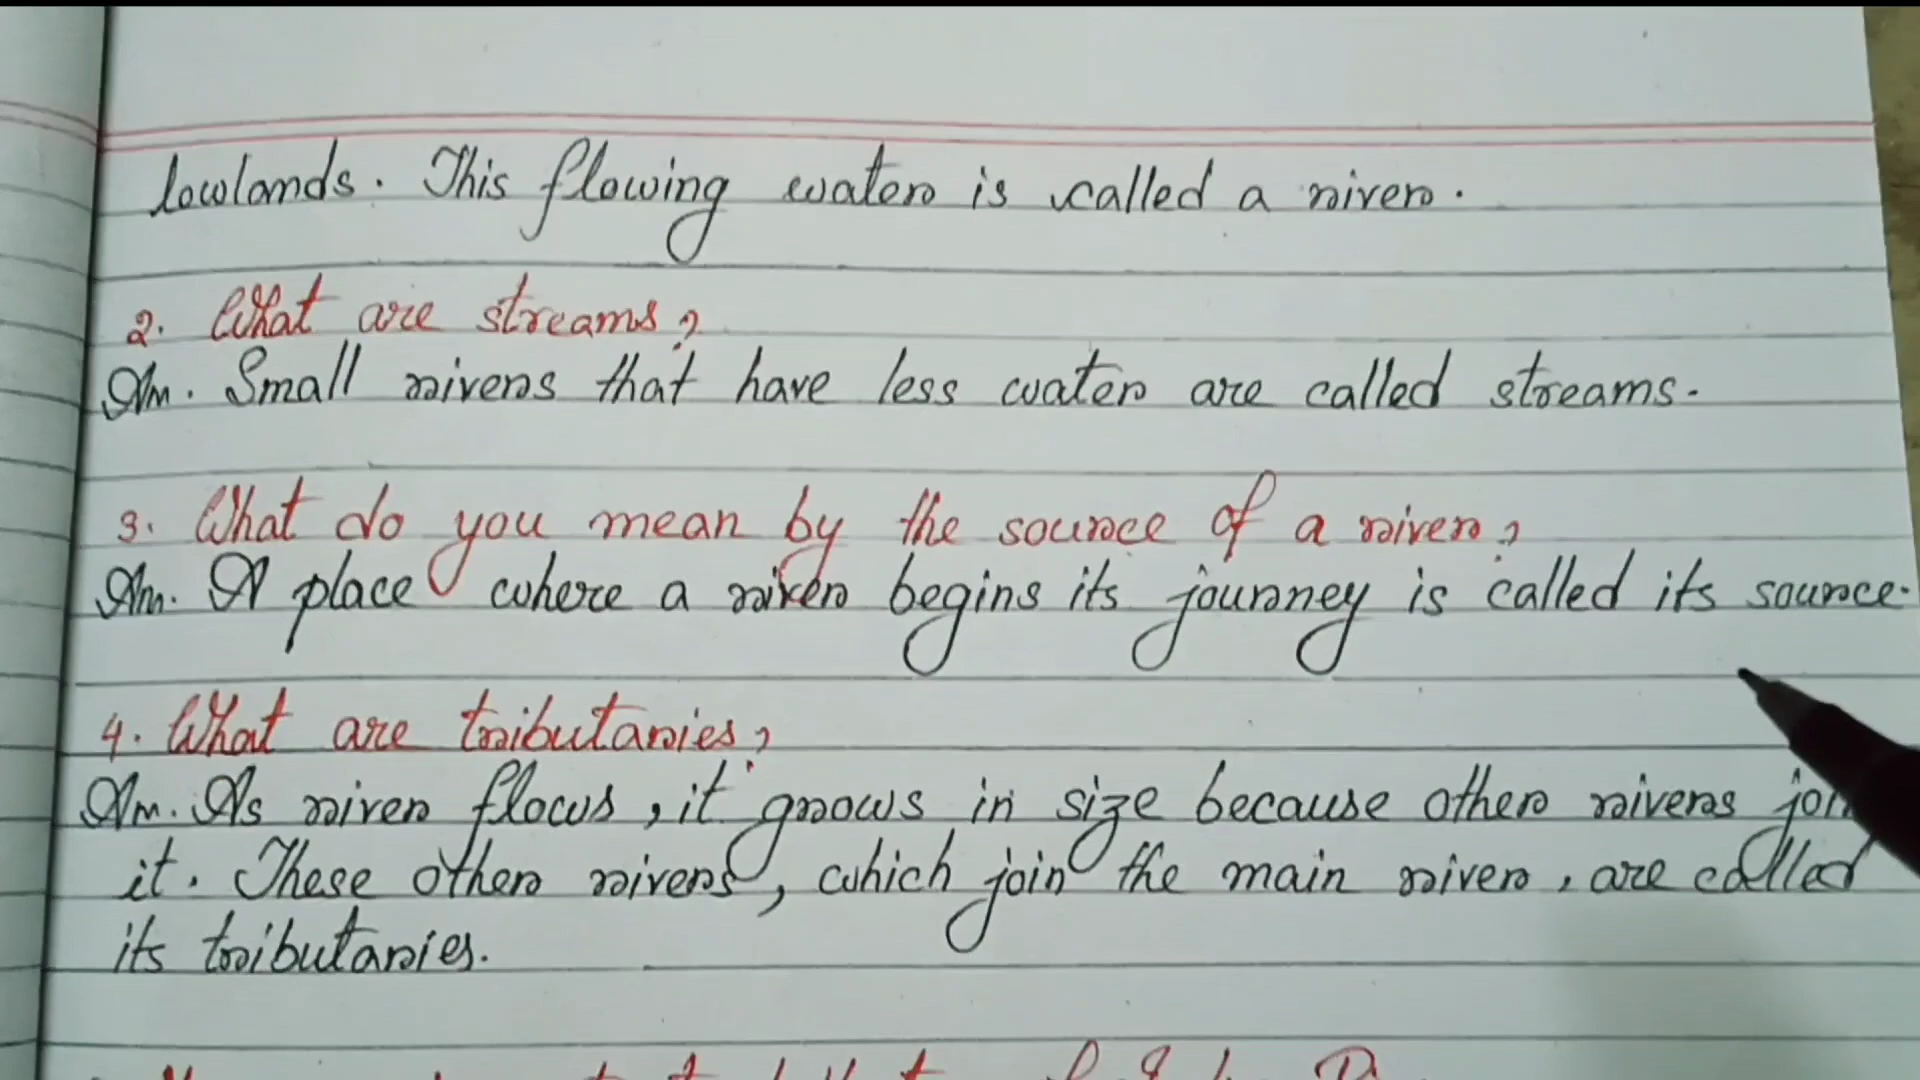 lowlands. This flowing water is called a river.
2. What are streams?
Ans. Small rivers that have less water are called streams.
3. What do you mean by the source of a river?
Ans. A place where a river begins its journey is called its source.
4. What are tributaries?
Ans. As river flows, it grows in size because other rivers join
it. These other rivers, which join the main river, are called
its tributaries.